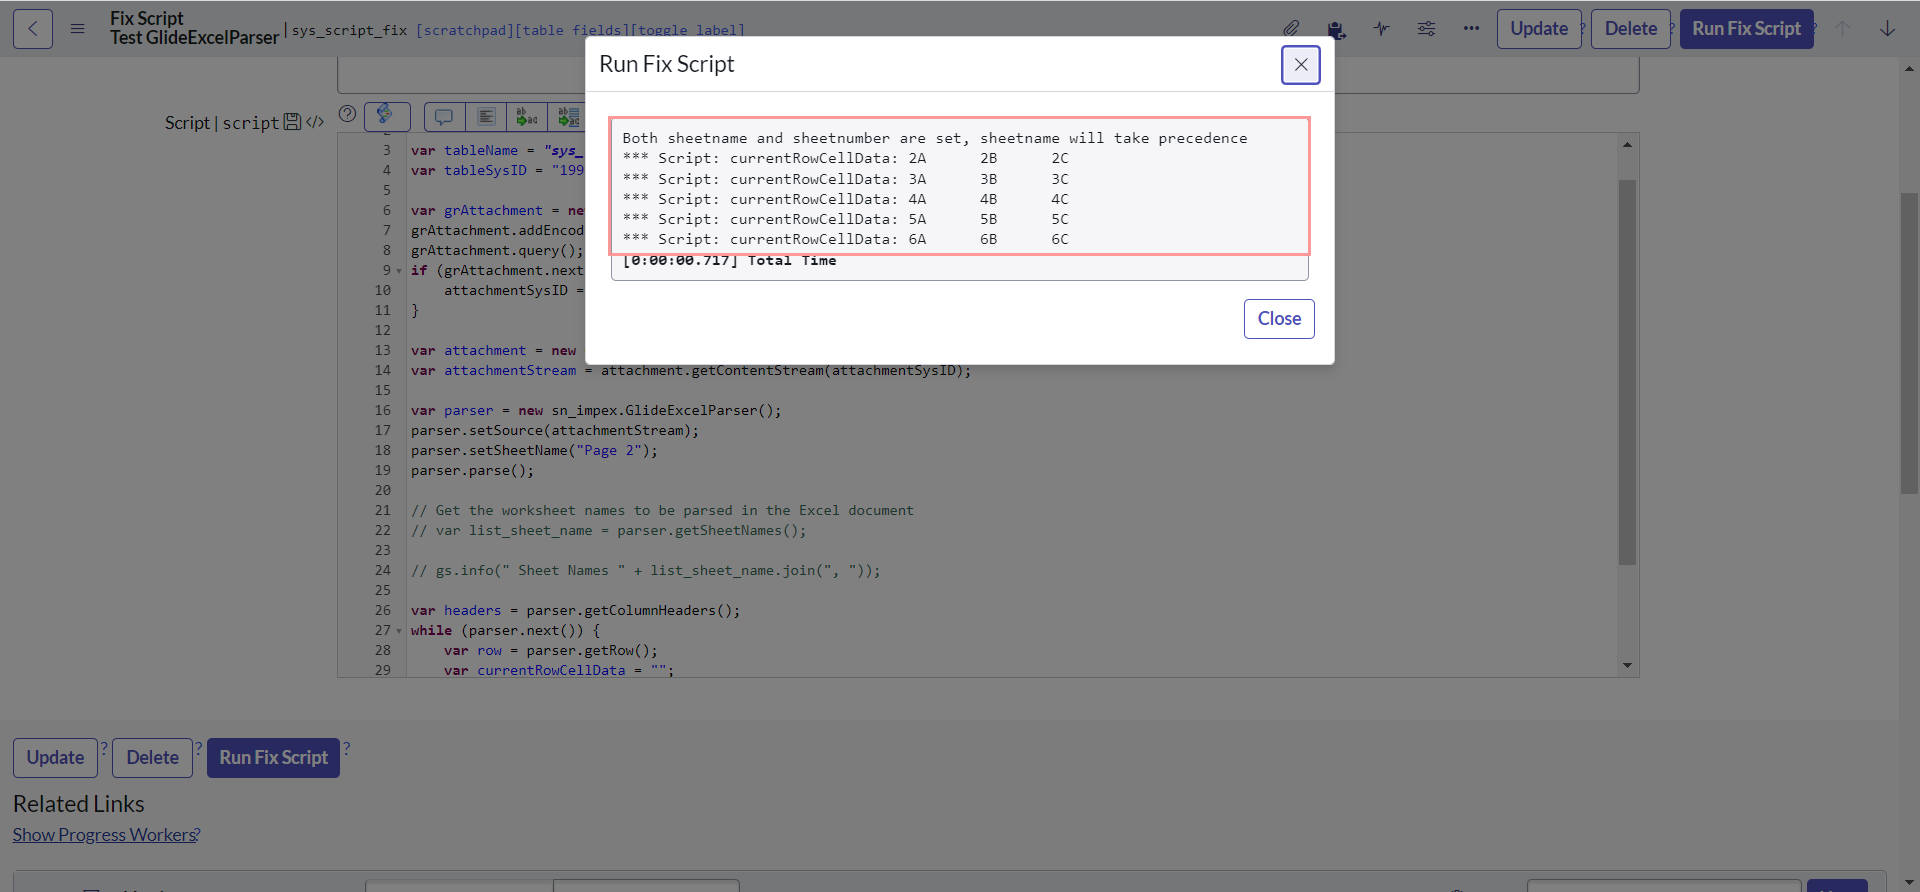 Fix Script
Test GlideExcelParser
sys_script_fix [scratchpad][table fields][toggle label]
Update ?
Delete ?
Run Fix Script ?
Run Fix Script
Script | script </>
Both sheetname and sheetnumber are set, sheetname will take precedence
*** Script: currentRowCellData: 2A 2B 2C
*** Script: currentRowCellData: 3A 3B 3C
*** Script: currentRowCellData: 4A 4B 4C
*** Script: currentRowCellData: 5A 5B 5C
*** Script: currentRowCellData: 6A 6B 6C
[0:00:00.717] Total Time
Close
3 var tableName = "sys_
4 var tableSysID = "199
5
6 var grAttachment = ne
7 grAttachment.addEncod
8 grAttachment.query();
9 if (grAttachment.next
10 attachmentSysID =
11 }
12
13 var attachment = new
14 var attachmentStream = attachment.getContentStream(attachmentSysID);
15
16 var parser = new sn_impex.GlideExcelParser();
17 parser.setSource(attachmentStream);
18 parser.setSheetName("Page 2");
19 parser.parse();
20
21 // Get the worksheet names to be parsed in the Excel document
22 // var list_sheet_name = parser.getSheetNames();
23
24 // gs.info(" Sheet Names " + list_sheet_name.join(", "));
25
26 var headers = parser.getColumnHeaders();
27 while (parser.next()) {
28 var row = parser.getRow();
29 var currentRowCellData = "";
Update ?
Delete ?
Run Fix Script ?
Related Links
Show Progress Workers?